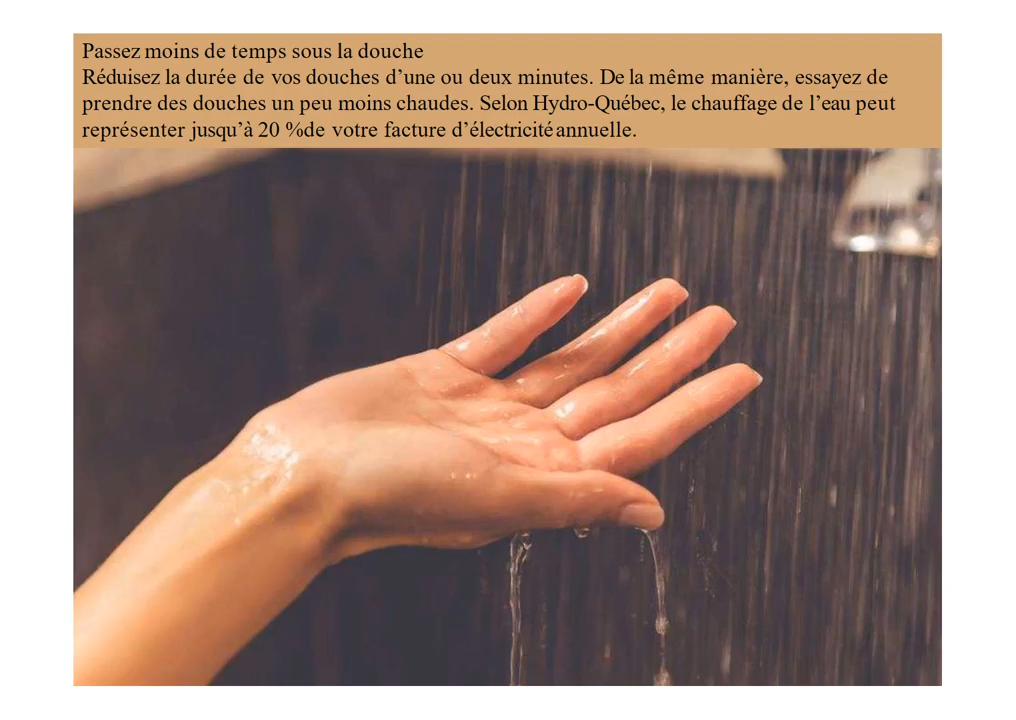 Passez moins de temps sous la douche
Réduisez la durée de vos douches d’une ou deux minutes. De la même manière, essayez de
prendre des douches un peu moins chaudes. Selon Hydro-Québec, le chauffage de l’eau peut
représenter jusqu’à 20 %de votre facture d’électricité annuelle.